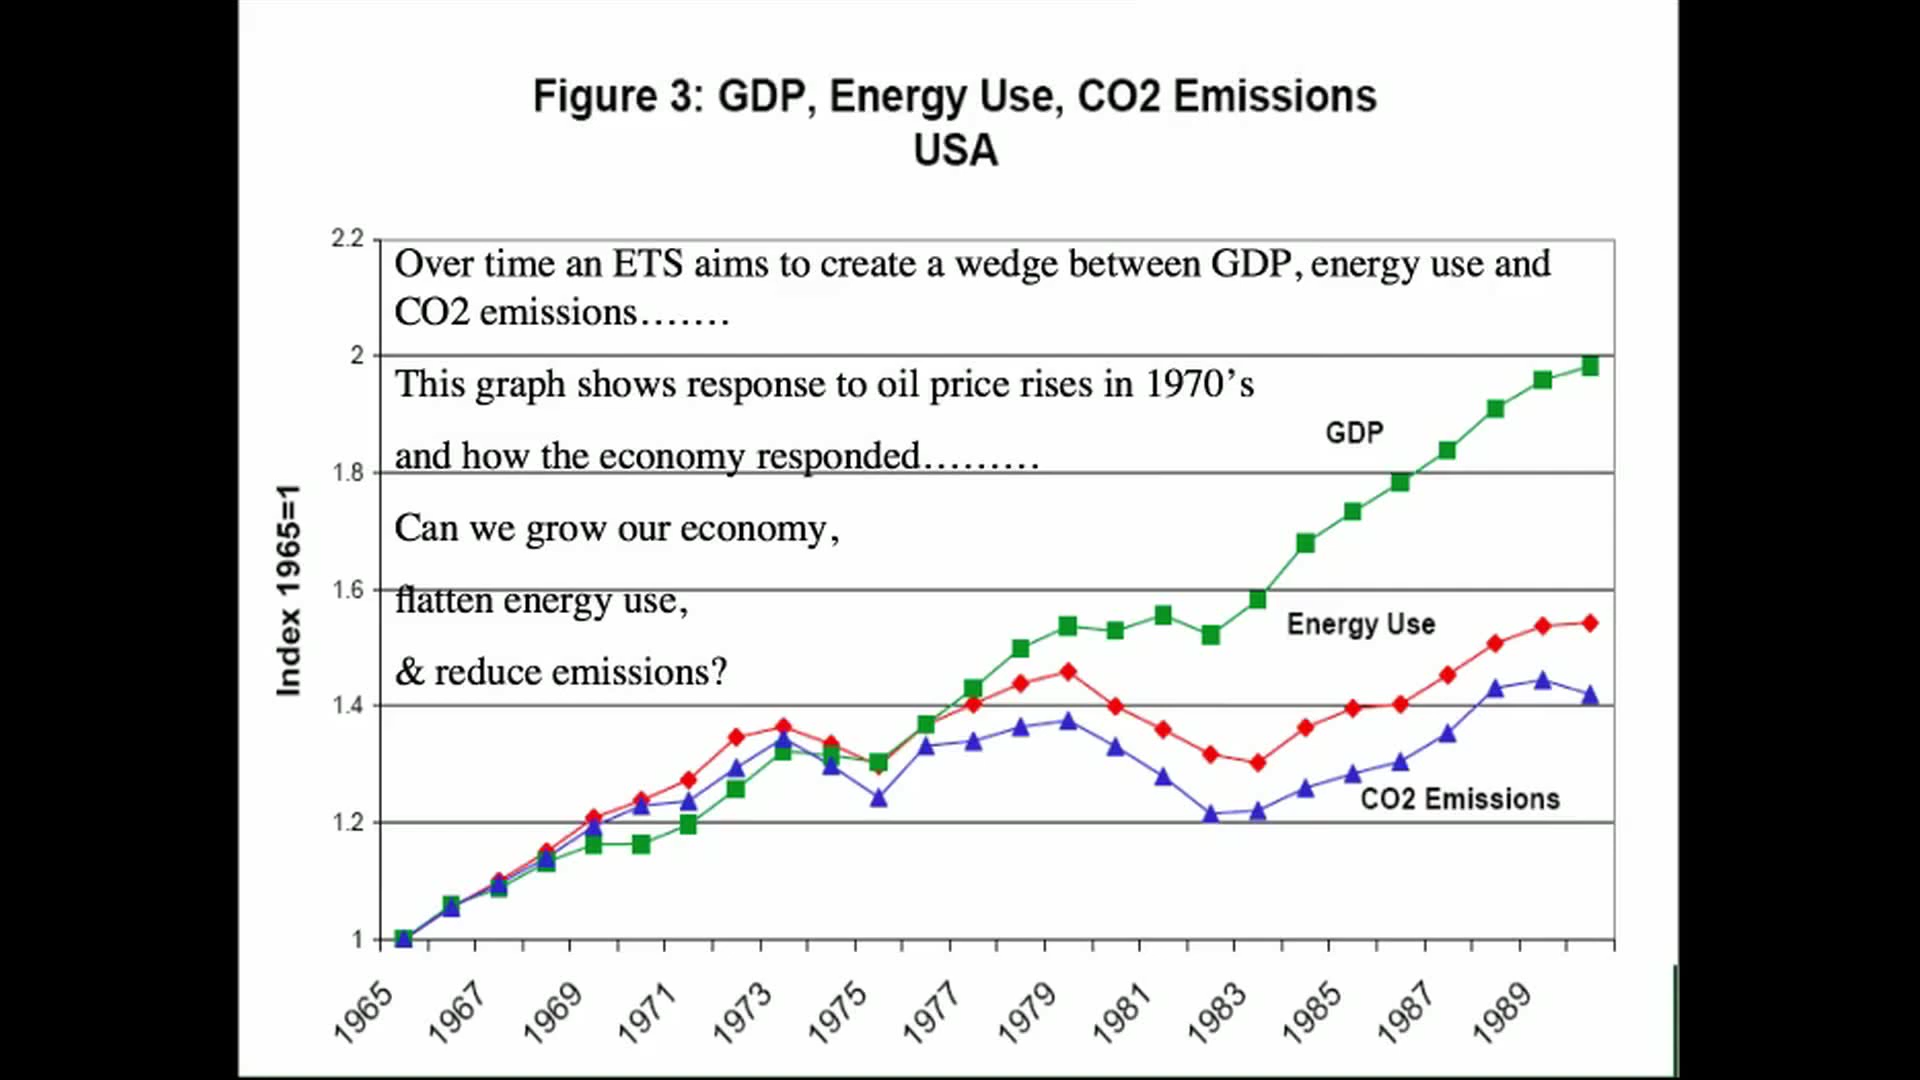 Figure 3: GDP, Energy Use, CO2 Emissions
USA
2.2
Over time an ETS aims to create a wedge between GDP, energy use and
CO2 emissions…….
2
This graph shows response to oil price rises in 1970’s
GDP
and how the economy responded………
1.8
Index 1965=1
Can we grow our economy,
1.6
flatten energy use,
Energy Use
& reduce emissions?
1.4
CO2 Emissions
1.2
1
1965 1967 1969 1971 1973 1975 1977 1979 1981 1983 1985 1987 1989